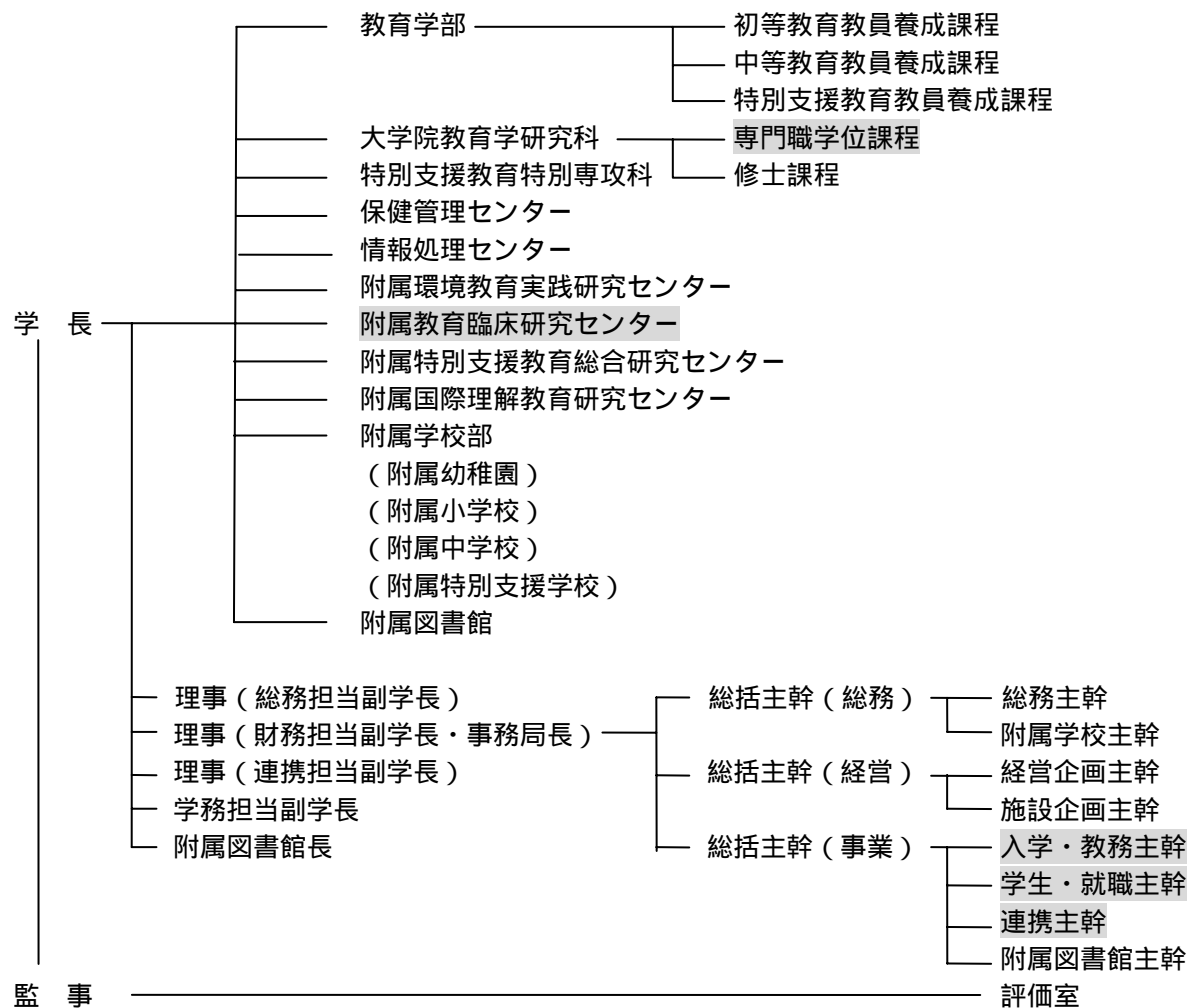 教育学部 初等教育教員養成課程
中等教育教員養成課程
特別支援教育教員養成課程
大学院教育学研究科 専門職学位課程
特別支援教育特別専攻科 修士課程
保健管理センター
情報処理センター
附属環境教育実践研究センター
学 長 附属教育臨床研究センター
附属特別支援教育総合研究センター
附属国際理解教育研究センター
附属学校部
(附属幼稚園)
(附属小学校)
(附属中学校)
(附属特別支援学校)
附属図書館
理事(総務担当副学長) 総括主幹(総務) 総務主幹
理事(財務担当副学長・事務局長) 附属学校主幹
理事(連携担当副学長) 総括主幹(経営) 経営企画主幹
学務担当副学長 施設企画主幹
附属図書館長 総括主幹(事業) 入学・教務主幹
学生・就職主幹
連携主幹
附属図書館主幹
監 事 評価室